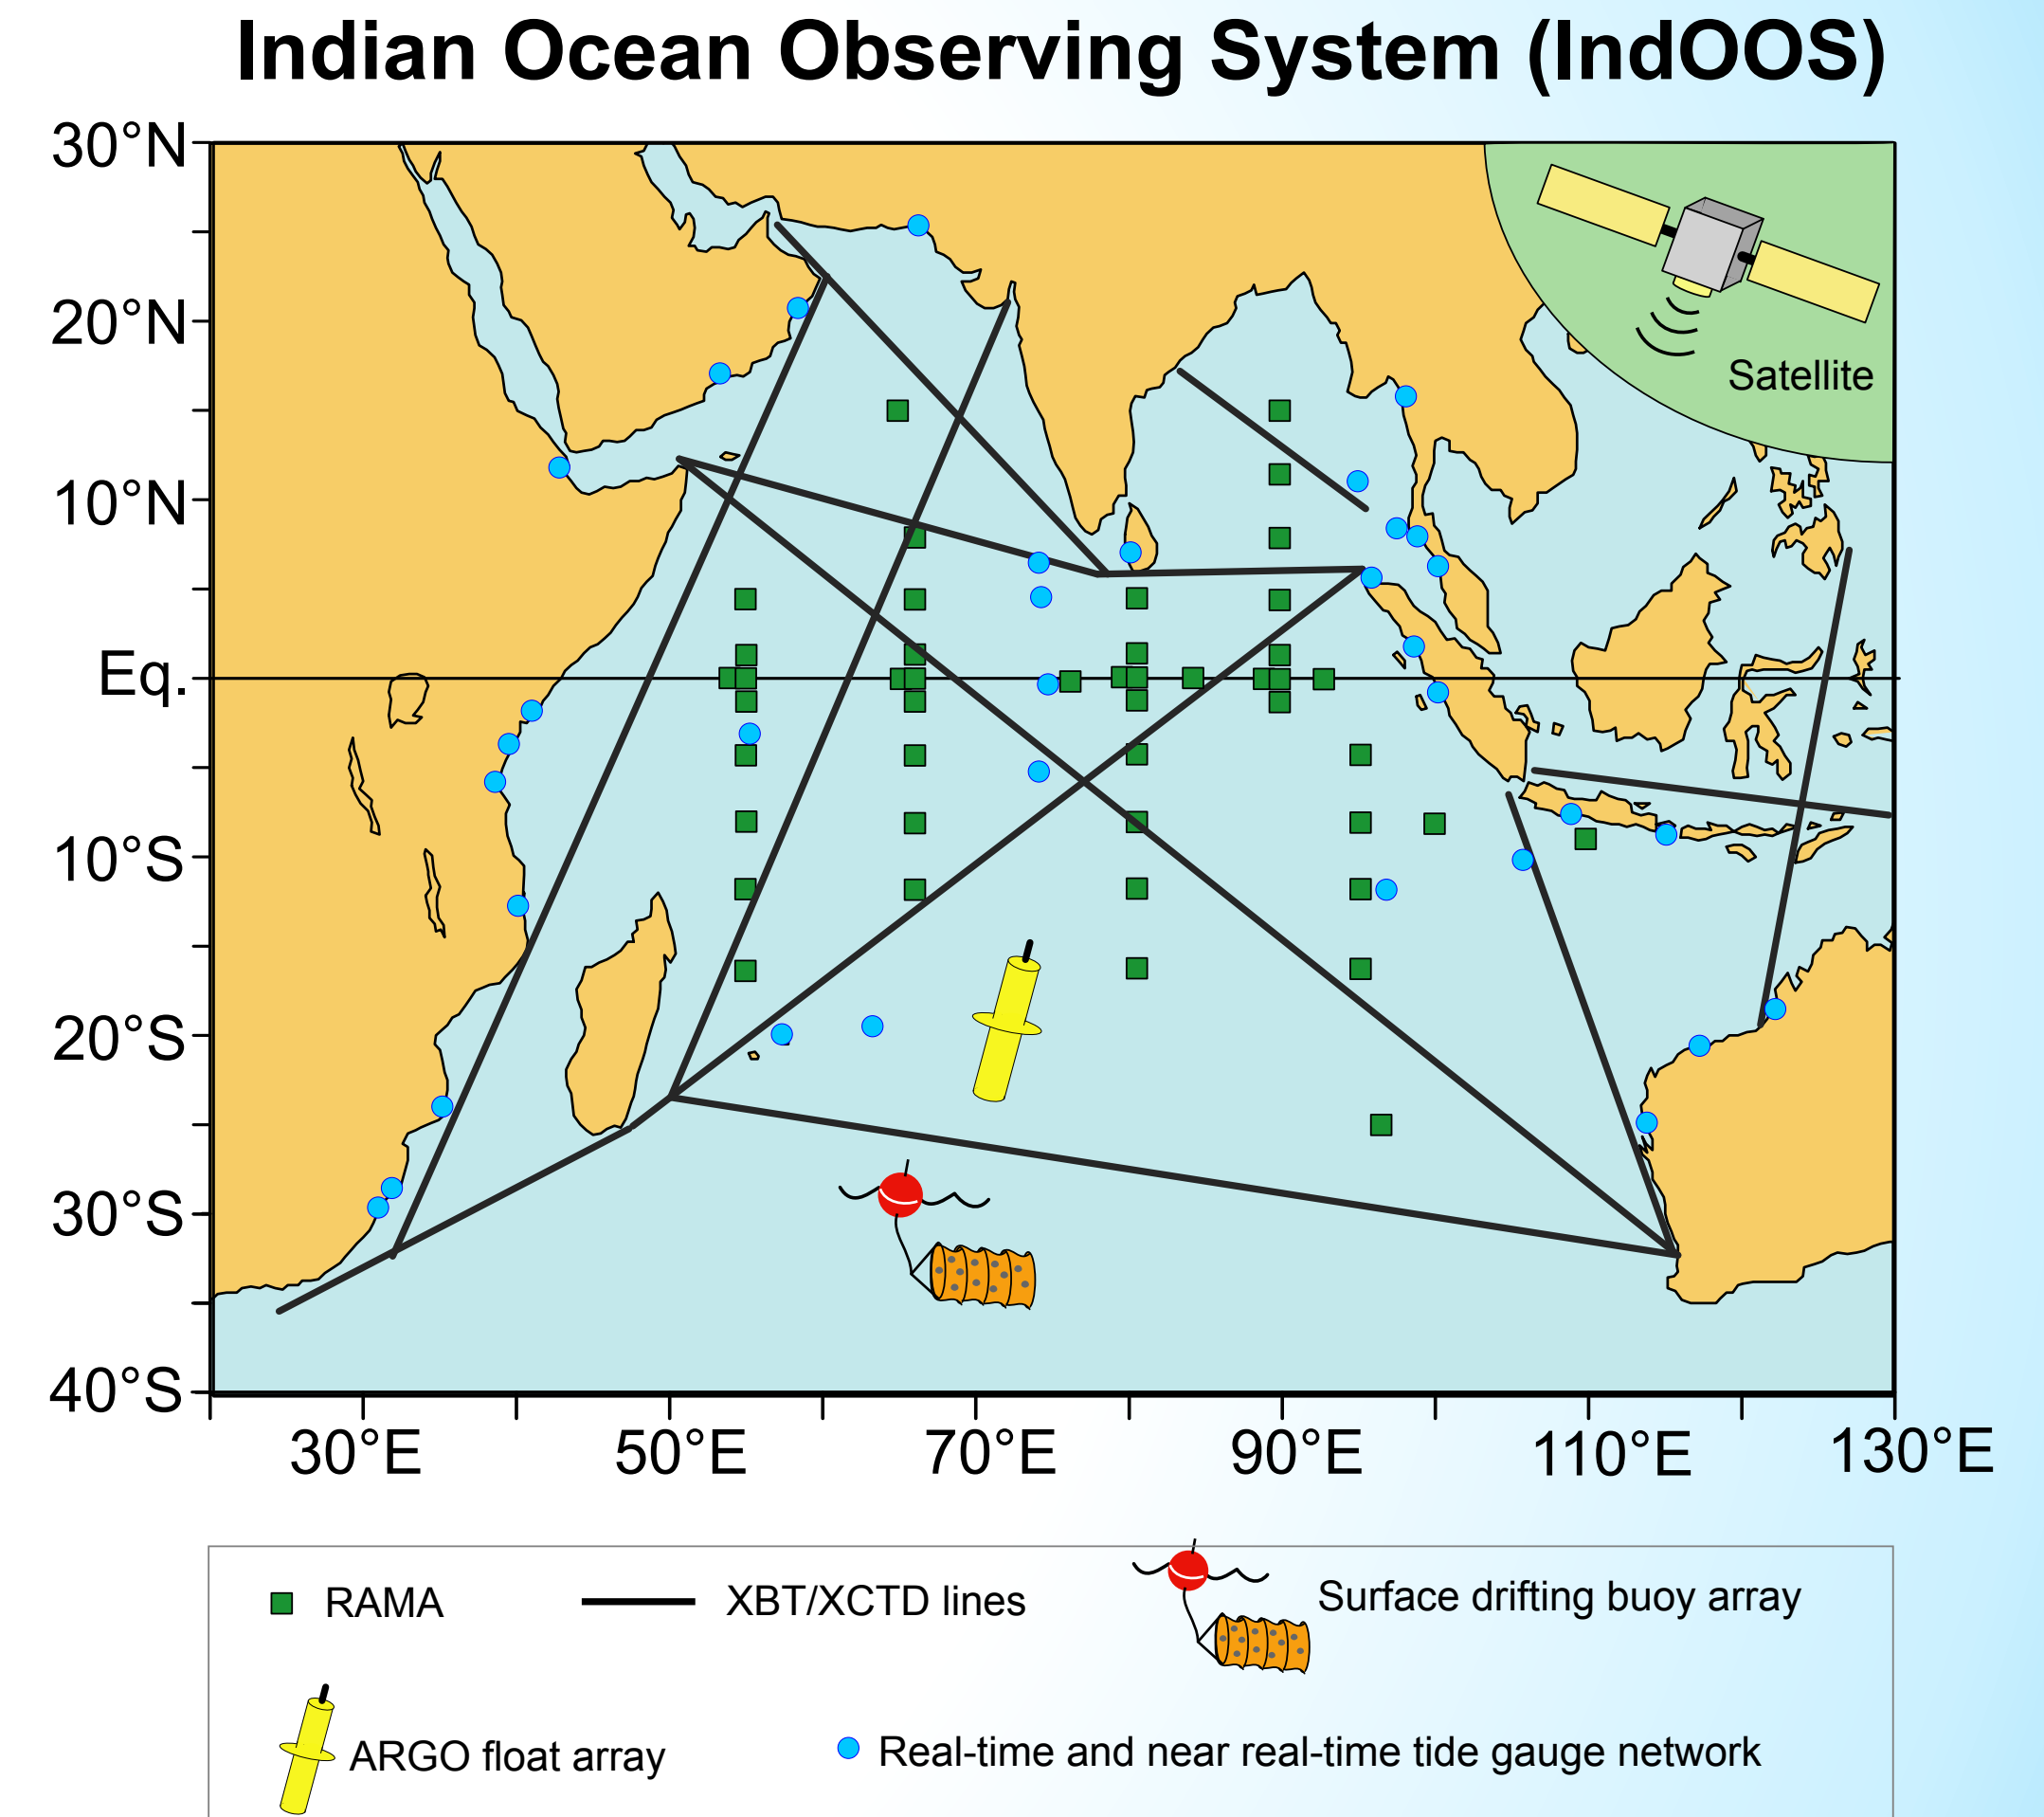 Indian Ocean Observing System (IndOOS)
30°N
20°N
10°N
Eq.
10°S
20°S
30°S
40°S
Satellite
30°E 50°E 70°E 90°E 110°E 130°E
RAMA XBT/XCTD lines Surface drifting buoy array
ARGO float array Real-time and near real-time tide gauge network